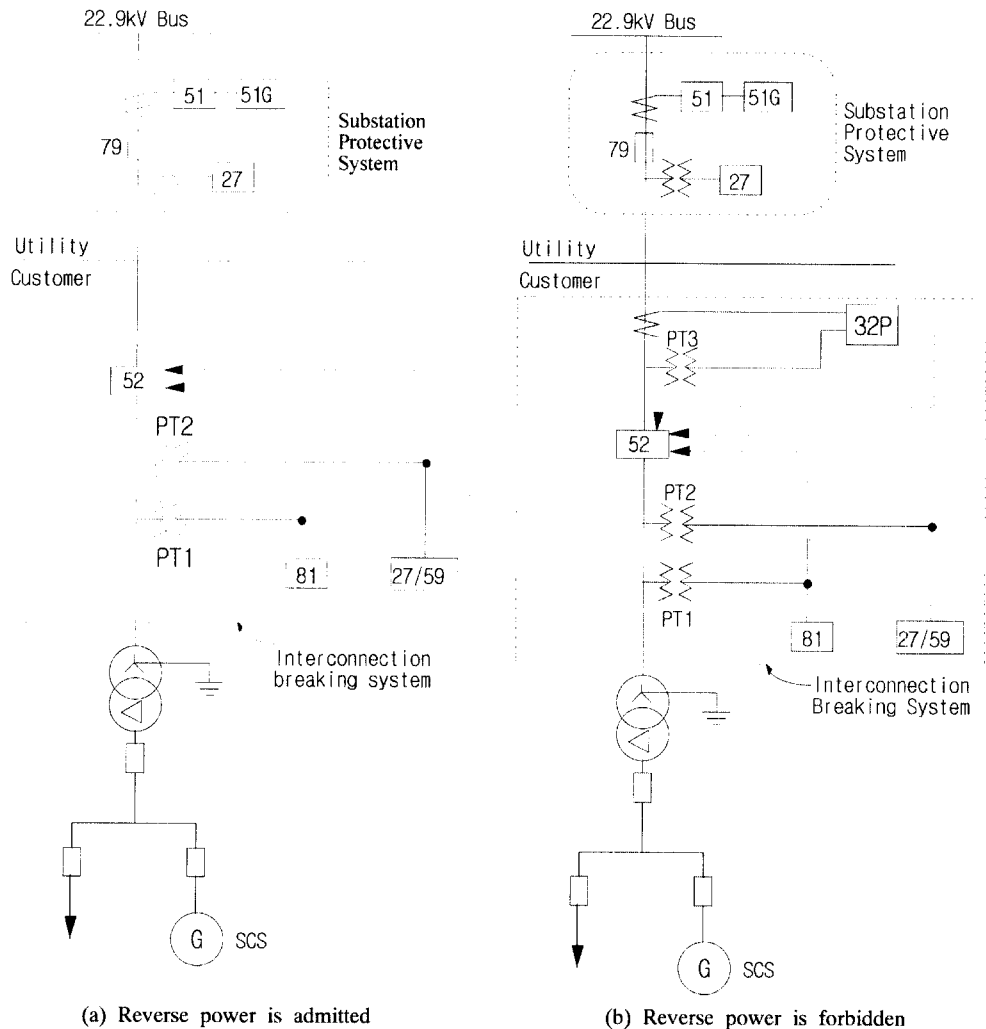 22.9kV Bus
51
51G
Substation
Protective
System
79
27
Utility
Customer
52
PT2
PT1
81
27/59
Interconnection
breaking system
G
SCS
(a) Reverse power is admitted
22.9kV Bus
51
51G
Substation
Protective
System
79
27
Utility
Customer
32P
PT3
52
PT2
PT1
81
27/59
Interconnection
Breaking System
G
SCS
(b) Reverse power is forbidden